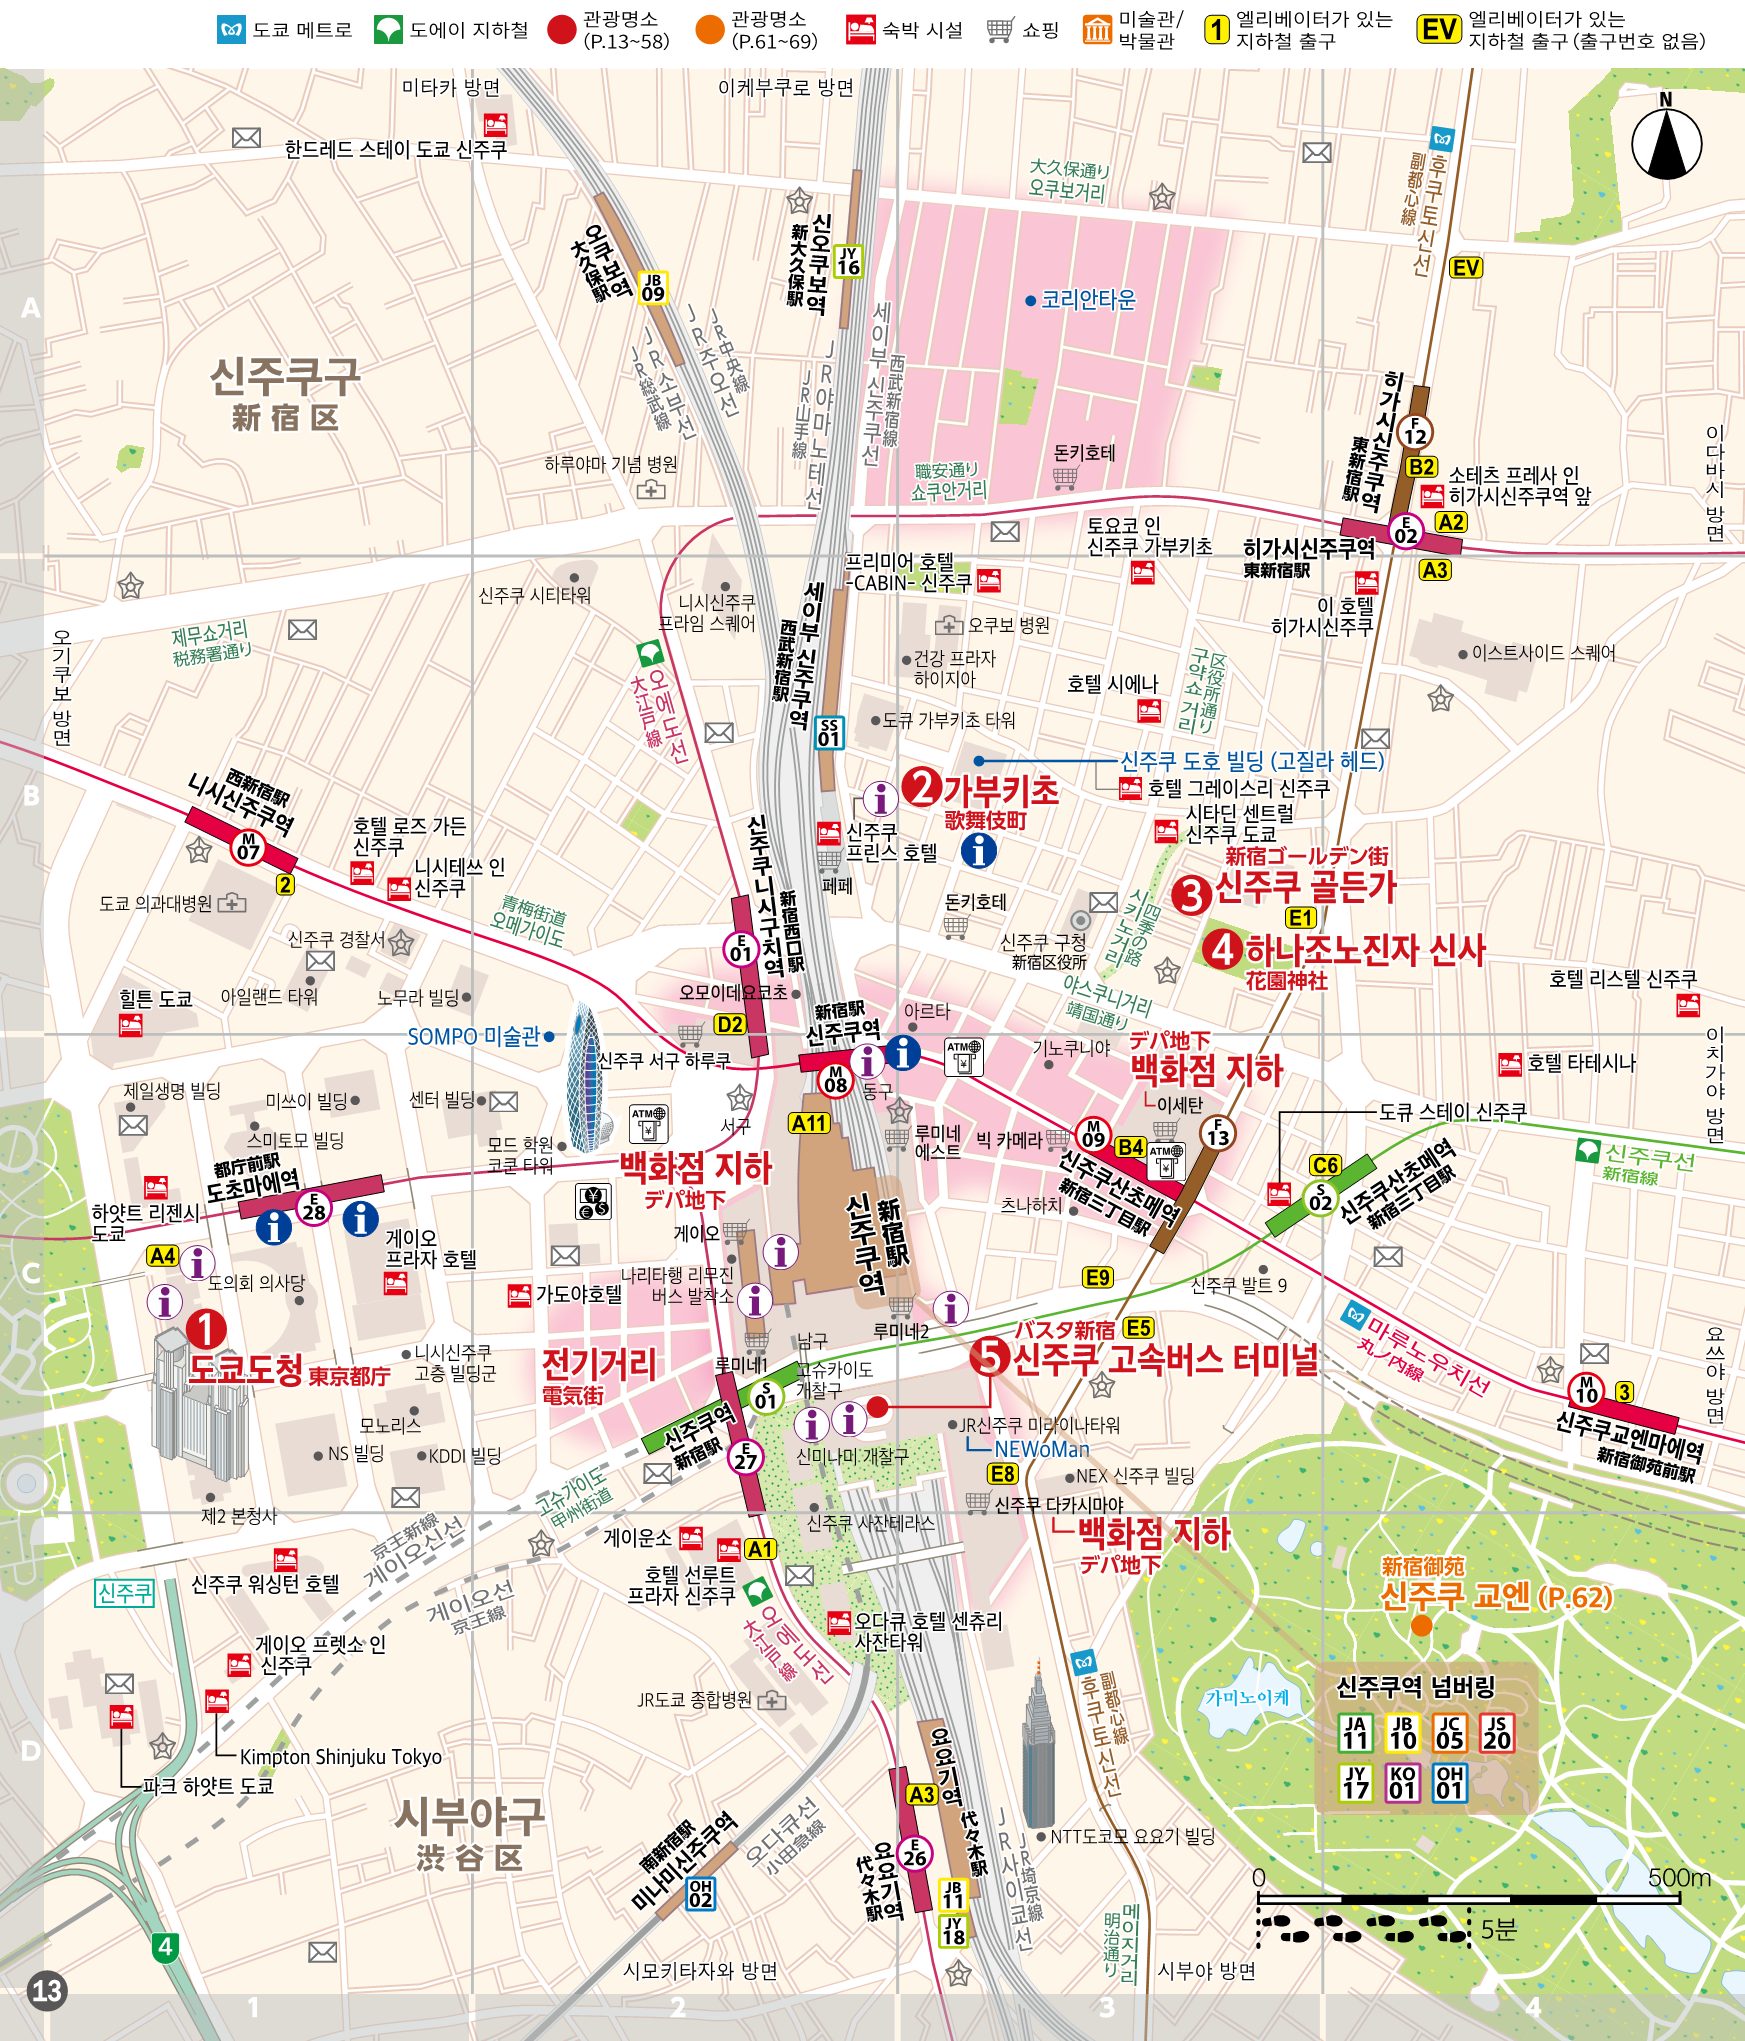 도쿄 메트로
도에이 지하철
관광명소
(P.13~58)
관광명소
(P.61~69)
숙박 시설
쇼핑
미술관/
박물관
1
엘리베이터가 있는
지하철 출구
EV
엘리베이터가 있는
지하철 출구 (출구번호 없음)
미타카 방면
이케부쿠로 방면
N
한드레드 스테이 도쿄 신주쿠
大久保通り
오쿠보거리
후쿠토신선
副都心線
EV
오쿠보역
大久保駅
JB
09
신오쿠보역
新大久保駅
JY
16
코리안타운
A
JR중앙線
JR주오선
JR소부선
JR総武線
JR야마노테선
JR山手線
세이부 신주쿠선
西武新宿線
신주쿠구
新宿区
하루야마 기념 병원
職安通り
쇼쿠안거리
돈키호테
히가시신주쿠역
東新宿駅
F
12
B2
소테츠 프레사 인
히가시신주쿠역 앞
E
02
A2
A3
이다바시 방면
토요코 인
신주쿠 가부키초
히가시신주쿠역
東新宿駅
이 호텔
히가시신주쿠
프리미어 호텔
-CABIN- 신주쿠
신주쿠 시티타워
니시신주쿠
프라임 스퀘어
세이부 신주쿠역
西武新宿駅
오쿠보 병원
건강 프라자
하이지아
제무쇼거리
税務署通り
오기쿠보 방면
오에도선
大江戸線
호텔 시에나
区役所通り
구약쇼 거리
이스트사이드 스퀘어
SS
01
도큐 가부키초 타워
신주쿠 도호 빌딩 (고질라 헤드)
호텔 그레이스리 신주쿠
B
2
가부키초
歌舞伎町
시타딘 센트럴
신주쿠 도쿄
西新宿駅
니시신주쿠역
M
07
2
호텔 로즈 가든
신주쿠
니시테쓰 인
신주쿠
신주쿠
프린스 호텔
페페
新宿ゴールデン街
3
신주쿠 골든가
E1
도쿄 의과대병원
青梅街道
오메가이도
신주쿠니시구치역
新宿西口駅
E
01
돈키호테
신주쿠 구청
新宿区役所
四季の路
시키노거리
4
하나조노진자 신사
花園神社
신주쿠 경찰서
힐튼 도쿄
아일랜드 타워
노무라 빌딩
오모이데요코초
야스쿠니거리
靖国通り
호텔 리스텔 신주쿠
SOMPO 미술관
D2
신주쿠 서구 하루쿠
新宿駅
신주쿠역
M
08
아르타
ATM
기노쿠니야
デパ地下
백화점 지하
이세탄
호텔 타테시나
이치가야 방면
제일생명 빌딩
미쓰이 빌딩
센터 빌딩
스미토모 빌딩
모드 학원
코쿤 타워
ATM
서구
A11
동구
루미네
에스트
빅 카메라
M
09
B4
ATM
F
13
도큐 스테이 신주쿠
신주쿠선
新宿線
都庁前駅
도초마에역
E
28
백화점 지하
デパ地下
신주쿠산초메역
新宿三丁目駅
C6
S
02
신주쿠산초메역
新宿三丁目駅
하얏트 리젠시
도쿄
A4
게이오
프라자 호텔
게이오
新宿駅
신주쿠역
츠나하치
C
도의회 의사당
나리타행 리무진
버스 발착소
가도야호텔
루미네2
E9
신주쿠 발트 9
1
도쿄도청 東京都庁
니시신주쿠
고층 빌딩군
전기거리
電気街
루미네1
남구
고슈카이도
개찰구
バスタ新宿
E5
5
신주쿠 고속버스 터미널
마루노우치선
丸ノ内線
요쓰야 방면
M
10
3
신주쿠교엔마에역
新宿御苑前駅
모노리스
NS 빌딩
KDDI 빌딩
S
01
신주쿠역
新宿駅
E
27
신미나미 개찰구
JR신주쿠 미라이나타워
NEWoMan
E8
NEX 신주쿠 빌딩
고슈가이도
甲州街道
제2 본청사
신주쿠 사잔테라스
신주쿠 다카시마야
백화점 지하
デパ地下
京王新線
게이오신선
게이오선
京王線
게이운소
A1
호텔 선루트
프라자 신주쿠
新宿御苑
신주쿠 교엔 (P.62)
신주쿠
신주쿠 워싱턴 호텔
오에도선
大江戸線
오다큐 호텔 센츄리
사잔타워
게이오 프렛소 인
신주쿠
JR도쿄 종합병원
후쿠토신선
副都心線
가미노이케
신주쿠역 넘버링
JA
11
JB
10
JC
05
JS
20
JY
17
KO
01
OH
01
D
Kimpton Shinjuku Tokyo
파크 하얏트 도쿄
시부야구
渋谷区
南新宿駅
미나미신주쿠역
OH
02
오다큐선
小田急線
요요기역
代々木駅
A3
E
26
요요기역
代々木駅
JB
11
JY
18
JR사이쿄선
JR埼京線
NTT도코모 요요기 빌딩
메이지거리
明治通り
0
500m
5분
4
시모키타자와 방면
시부야 방면
13
1
2
3
4